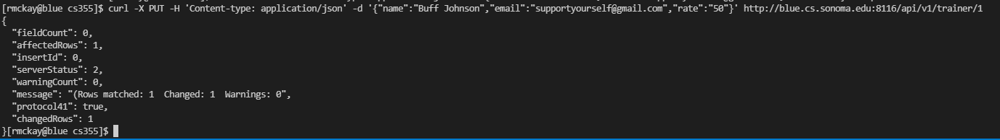 [rmckay@blue cs355]$ curl -X PUT -H 'Content-type: application/json' -d '{"name":"Buff Johnson","email":"supportyourself@gmail.com","rate":"50"}' http://blue.cs.sonoma.edu:8116/api/v1/trainer/1
{
  "fieldCount": 0,
  "affectedRows": 1,
  "insertId": 0,
  "serverStatus": 2,
  "warningCount": 0,
  "message": "(Rows matched: 1  Changed: 1  Warnings: 0",
  "protocol41": true,
  "changedRows": 1
}[rmckay@blue cs355]$